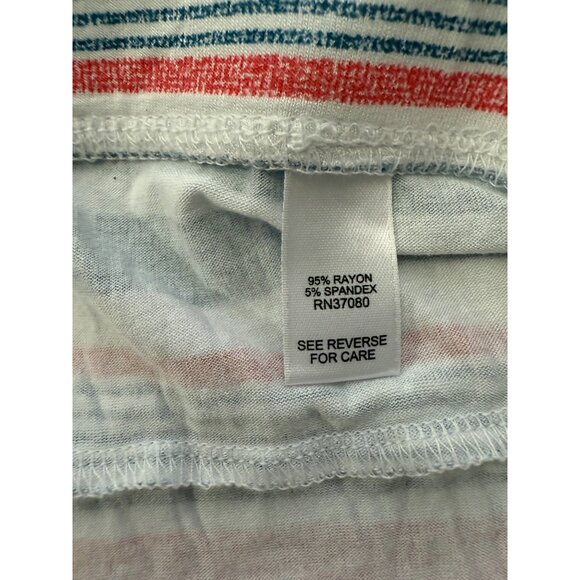 95% RAYON
5% SPANDEX
RN37080
SEE REVERSE
FOR CARE